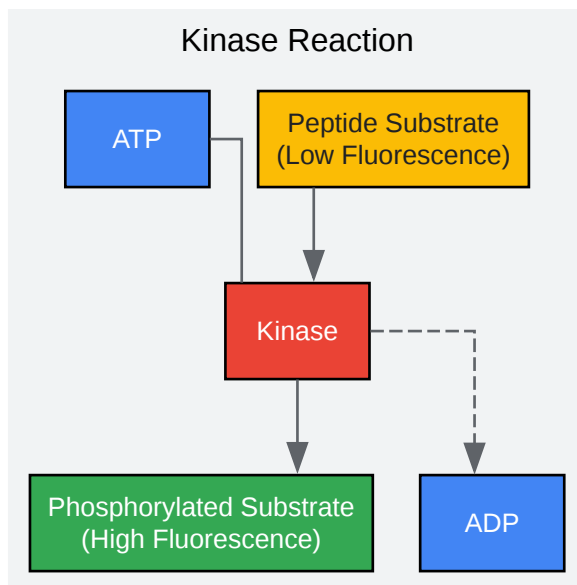 Kinase Reaction
ATP
Peptide Substrate
(Low Fluorescence)
Kinase
Phosphorylated Substrate
(High Fluorescence)
ADP